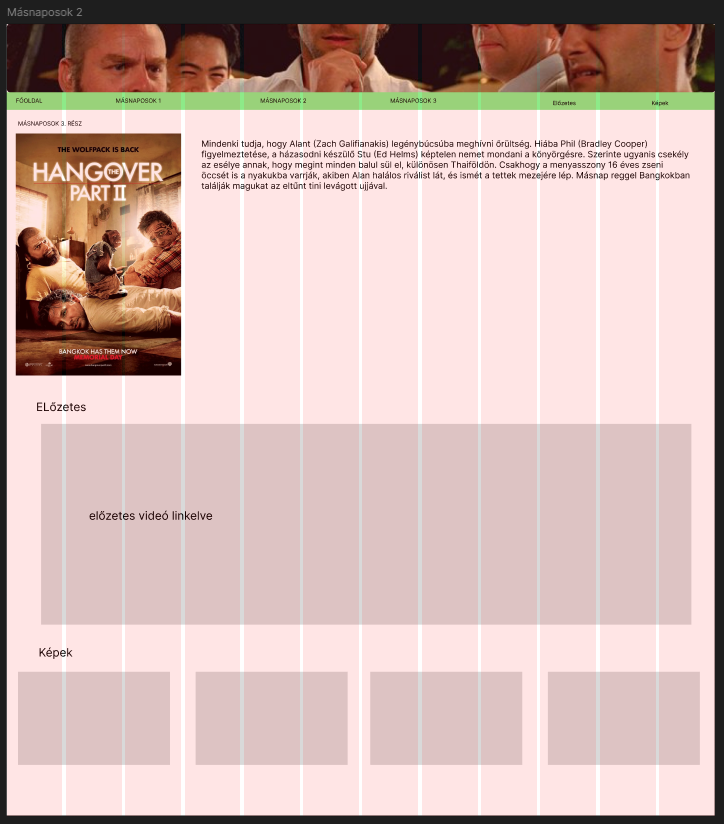 Másnaposok 2
FŐOLDAL
MÁSNAPOSOK 1
MÁSNAPOSOK 2
MÁSNAPOSOK 3
Előzetes
Képek
MÁSNAPOSOK 3. RÉSZ
THE WOLFPACK IS BACK
THE
HANGOVER
PART II
BANGKOK HAS THEM NOW
MEMORIAL DAY
Mindenki tudja, hogy Alant (Zach Galifianakis) legénybúcsúba meghívni őrültség. Hiába Phil (Bradley Cooper)
figyelmeztetése, a házasodni készülő Stu (Ed Helms) képtelen nemet mondani a könyörgésre. Szerinte ugyanis csekély
az esélye annak, hogy megint minden balul sül el, különösen Thaiföldön. Csakhogy a menyasszony 16 éves zseni
öccsét is a nyakukba varrják, akiben Alan halálos riválist lát, és ismét a tettek mezejére lép. Másnap reggel Bangkokban
találják magukat az eltűnt tini levágott ujjával.
ELőzetes
előzetes videó linkelve
Képek